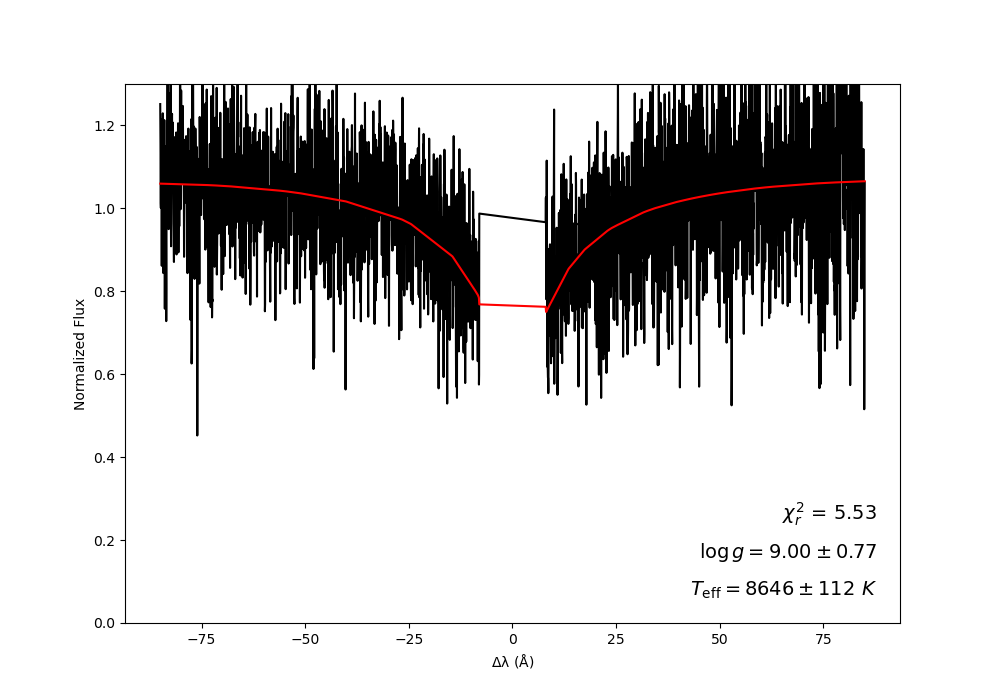 Normalized Flux
1.2
1.0
0.8
0.6
0.4
0.2
0.0
χ²ᵣ = 5.53
log g = 9.00 ± 0.77
T_eff = 8646 ± 112 K
−75 −50 −25 0 25 50 75
Δλ (Å)